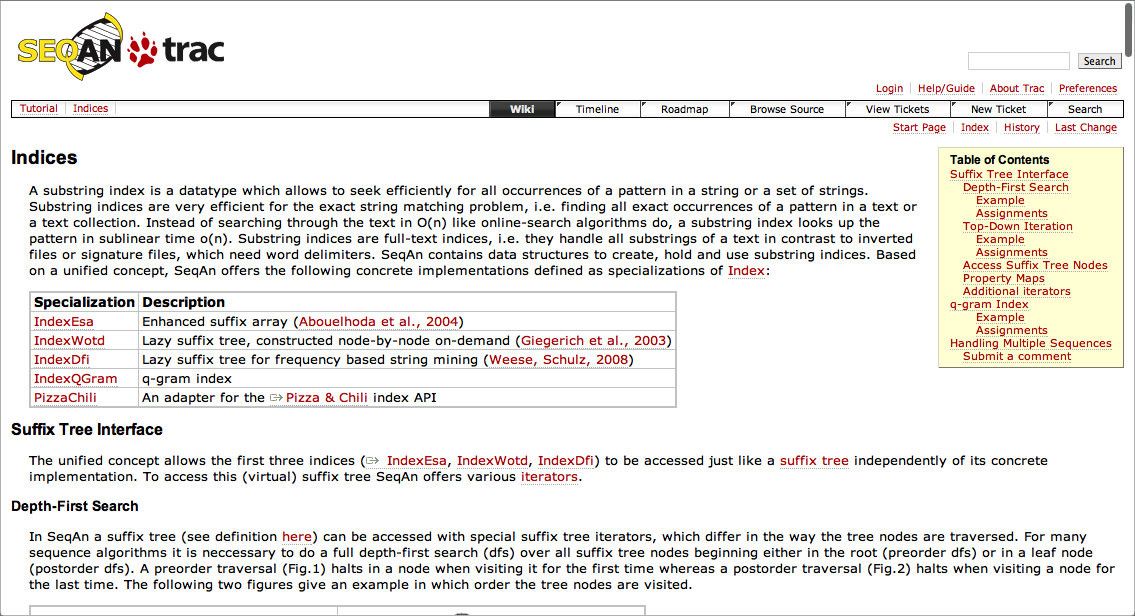 SEQAN trac
Search
Login Help/Guide About Trac Preferences
Tutorial Indices Wiki Timeline Roadmap Browse Source View Tickets New Ticket Search
Start Page Index History Last Change
Indices
A substring index is a datatype which allows to seek efficiently for all occurrences of a pattern in a string or a set of strings.
Substring indices are very efficient for the exact string matching problem, i.e. finding all exact occurrences of a pattern in a text or
a text collection. Instead of searching through the text in O(n) like online-search algorithms do, a substring index looks up the
pattern in sublinear time o(n). Substring indices are full-text indices, i.e. they handle all substrings of a text in contrast to inverted
files or signature files, which need word delimiters. SeqAn contains data structures to create, hold and use substring indices. Based
on a unified concept, SeqAn offers the following concrete implementations defined as specializations of Index:
Table of Contents
Suffix Tree Interface
Depth-First Search
Example
Assignments
Top-Down Iteration
Example
Assignments
Access Suffix Tree Nodes
Property Maps
Additional iterators
q-gram Index
Example
Assignments
Handling Multiple Sequences
Submit a comment
Specialization Description
IndexEsa Enhanced suffix array (Abouelhoda et al., 2004)
IndexWotd Lazy suffix tree, constructed node-by-node on-demand (Giegerich et al., 2003)
IndexDfi Lazy suffix tree for frequency based string mining (Weese, Schulz, 2008)
IndexQGram q-gram index
PizzaChili An adapter for the Pizza & Chili index API
Suffix Tree Interface
The unified concept allows the first three indices ( IndexEsa, IndexWotd, IndexDfi) to be accessed just like a suffix tree independently of its concrete
implementation. To access this (virtual) suffix tree SeqAn offers various iterators.
Depth-First Search
In SeqAn a suffix tree (see definition here) can be accessed with special suffix tree iterators, which differ in the way the tree nodes are traversed. For many
sequence algorithms it is neccessary to do a full depth-first search (dfs) over all suffix tree nodes beginning either in the root (preorder dfs) or in a leaf node
(postorder dfs). A preorder traversal (Fig.1) halts in a node when visiting it for the first time whereas a postorder traversal (Fig.2) halts when visiting a node for
the last time. The following two figures give an example in which order the tree nodes are visited.